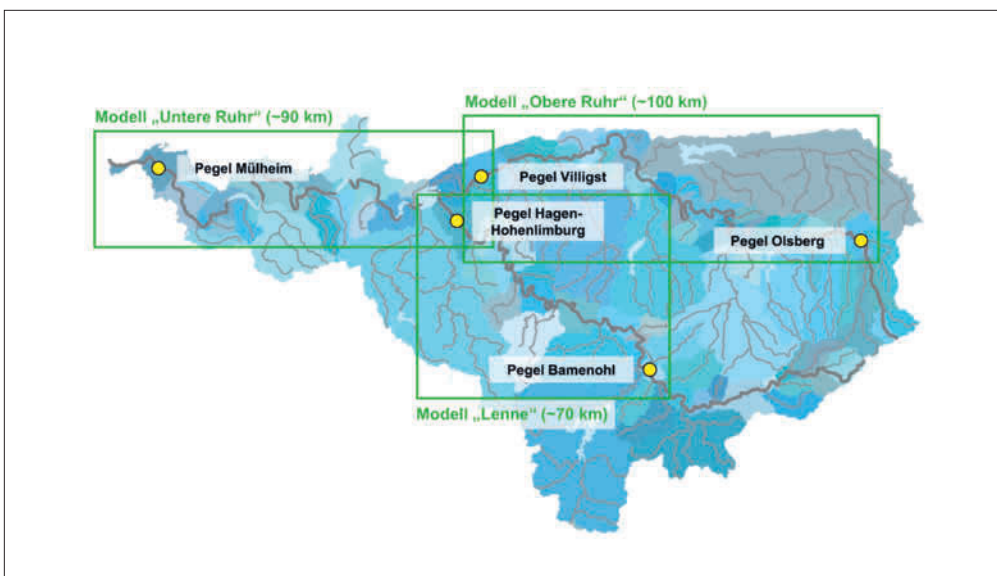 Modell „Obere Ruhr“ (~100 km)
Modell „Untere Ruhr“ (~90 km)
Pegel Mülheim
Pegel Villigst
Pegel Hagen-
Hohenlimburg
Pegel Olsberg
Pegel Bamenohl
Modell „Lenne“ (~70 km)